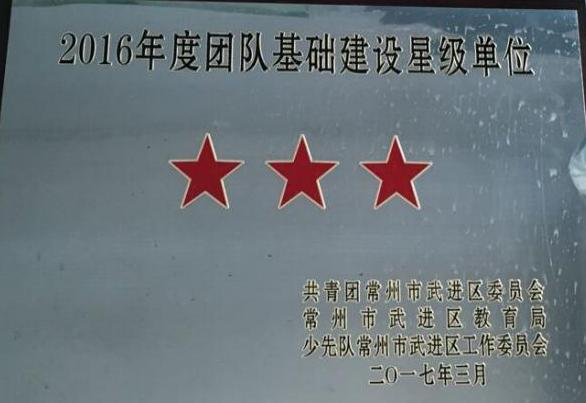 2016年度团队基础建设星级单位
共青团常州市武进区委员会
常州市武进区教育局
少先队常州市武进区工作委员会
二〇一七年三月